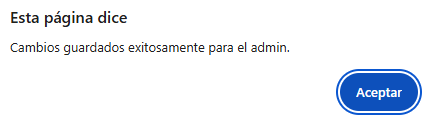 Esta página dice
Cambios guardados exitosamente para el admin.
Aceptar